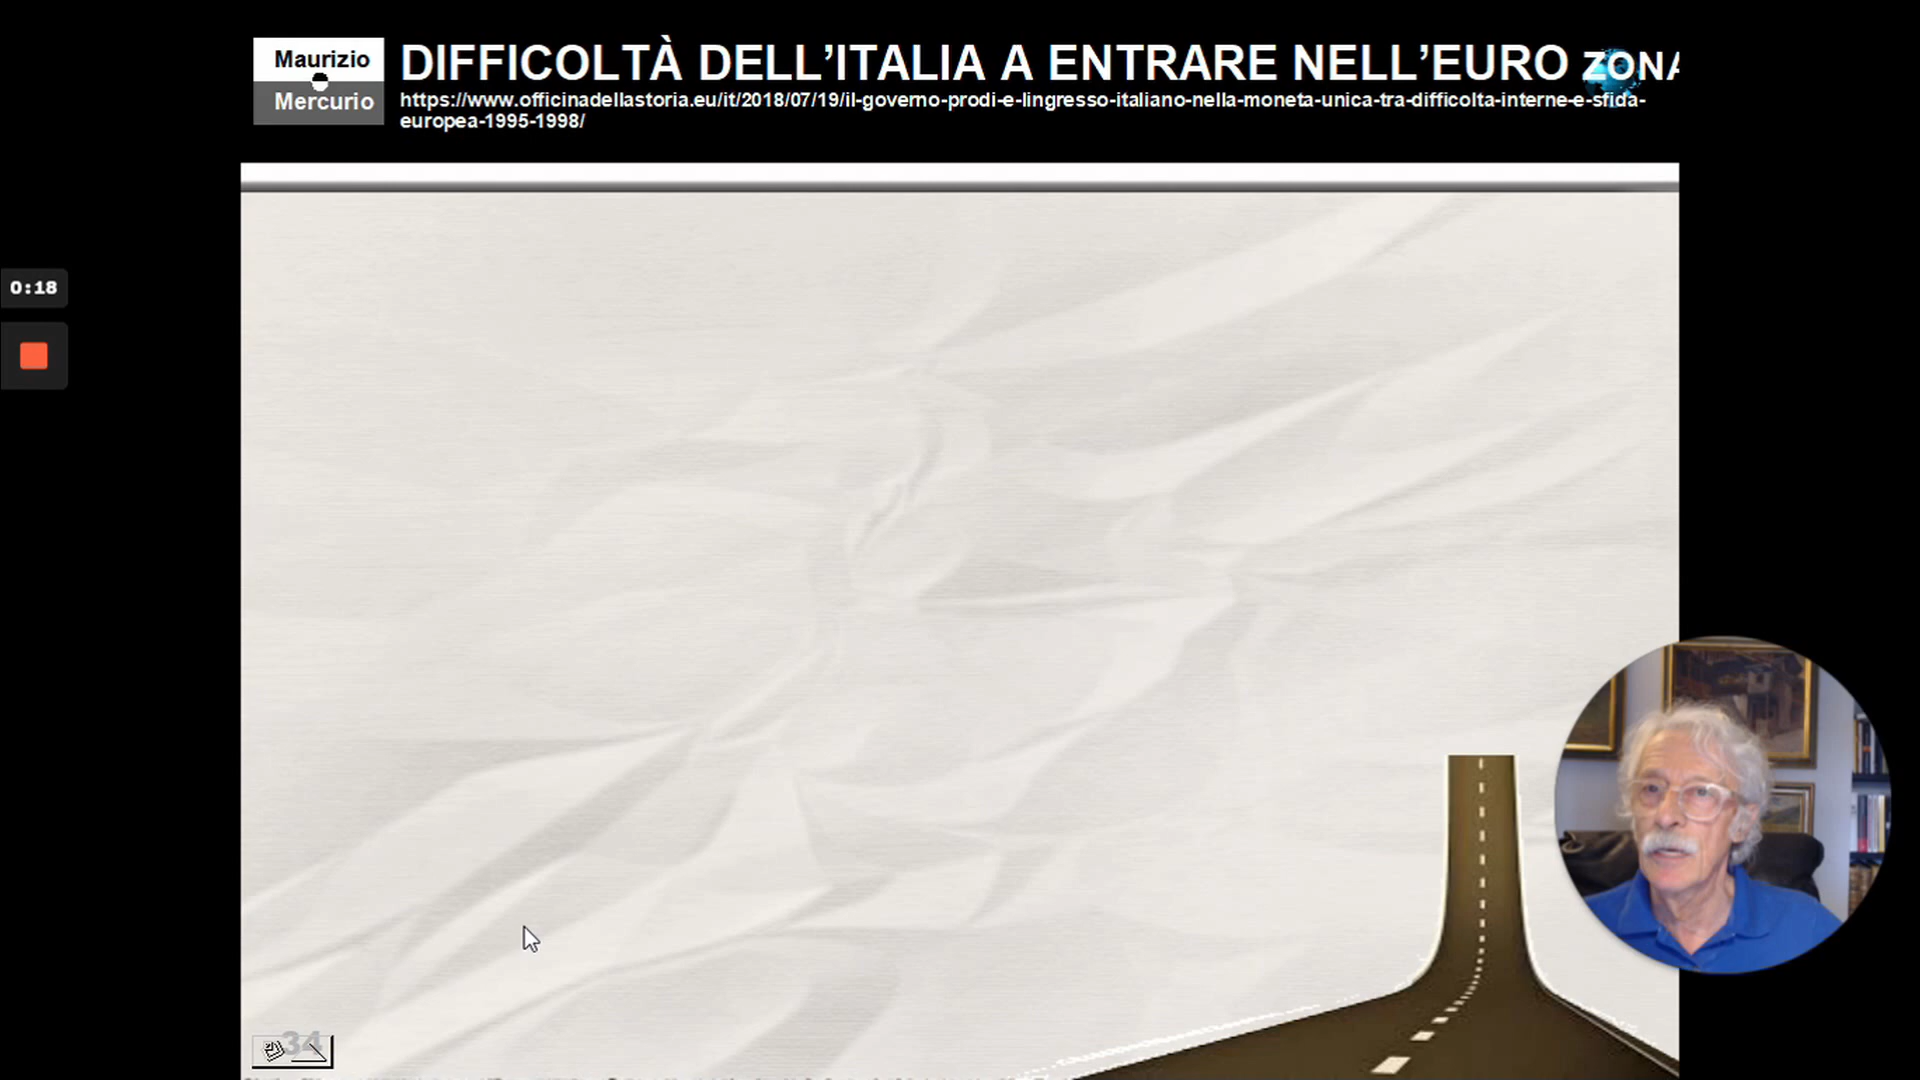 Maurizio
Mercurio
DIFFICOLTÀ DELL’ITALIA A ENTRARE NELL’EURO ZONA
https://www.officinadellastoria.eu/it/2018/07/19/il-governo-prodi-e-lingresso-italiano-nella-moneta-unica-tra-difficolta-interne-e-sfida-
europea-1995-1998/
0:18
34